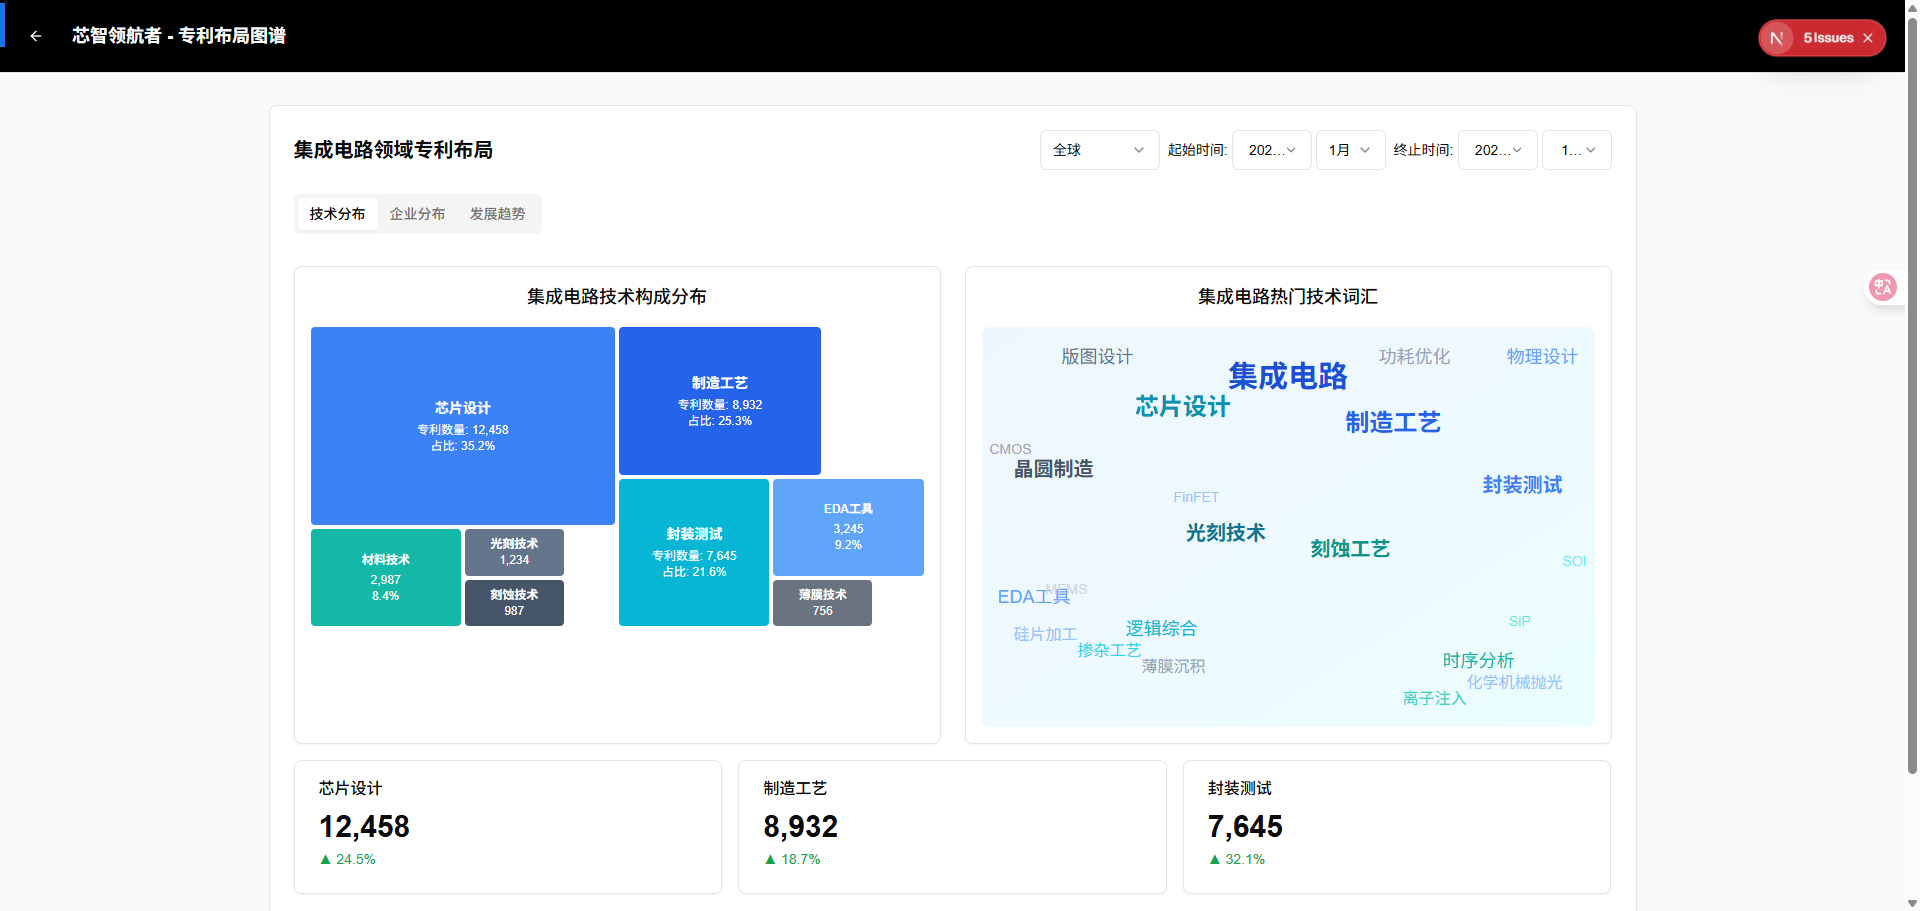 芯智领航者 - 专利布局图谱
5 Issues
集成电路领域专利布局
全球
起始时间:
202...
1月
终止时间:
202...
1...
技术分布
企业分布
发展趋势
集成电路技术构成分布
芯片设计
专利数量: 12,458
占比: 35.2%
制造工艺
专利数量: 8,932
占比: 25.3%
封装测试
专利数量: 7,645
占比: 21.6%
EDA工具
3,245
9.2%
材料技术
2,987
8.4%
光刻技术
1,234
刻蚀技术
987
薄膜技术
756
集成电路热门技术词汇
版图设计
集成电路
功耗优化
物理设计
芯片设计
制造工艺
CMOS
晶圆制造
封装测试
FinFET
光刻技术
刻蚀工艺
SOI
MEMS
EDA工具
SiP
硅片加工
逻辑综合
掺杂工艺
薄膜沉积
时序分析
化学机械抛光
离子注入
芯片设计
12,458
▲ 24.5%
制造工艺
8,932
▲ 18.7%
封装测试
7,645
▲ 32.1%